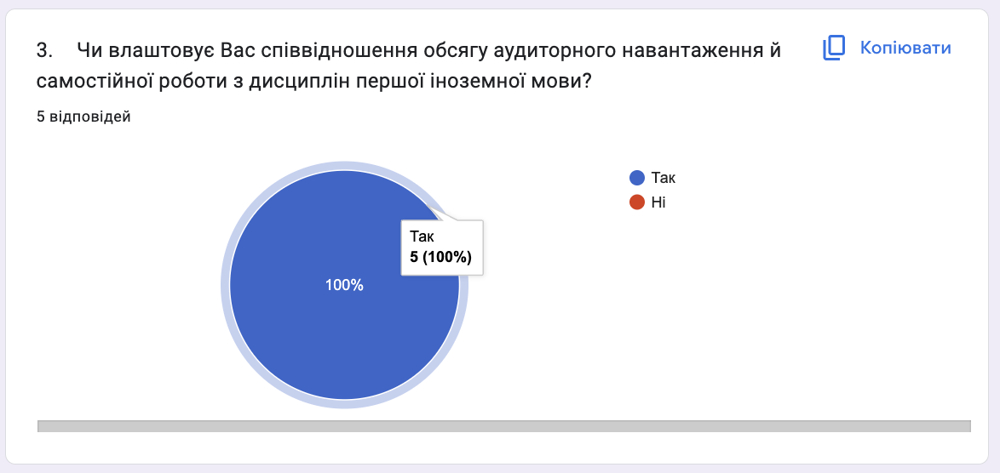 3. Чи влаштовує Вас співвідношення обсягу аудиторного навантаження й
самостійної роботи з дисциплін першої іноземної мови?
Копіювати
5 відповідей
Так
Ні
Так
5 (100%)
100%